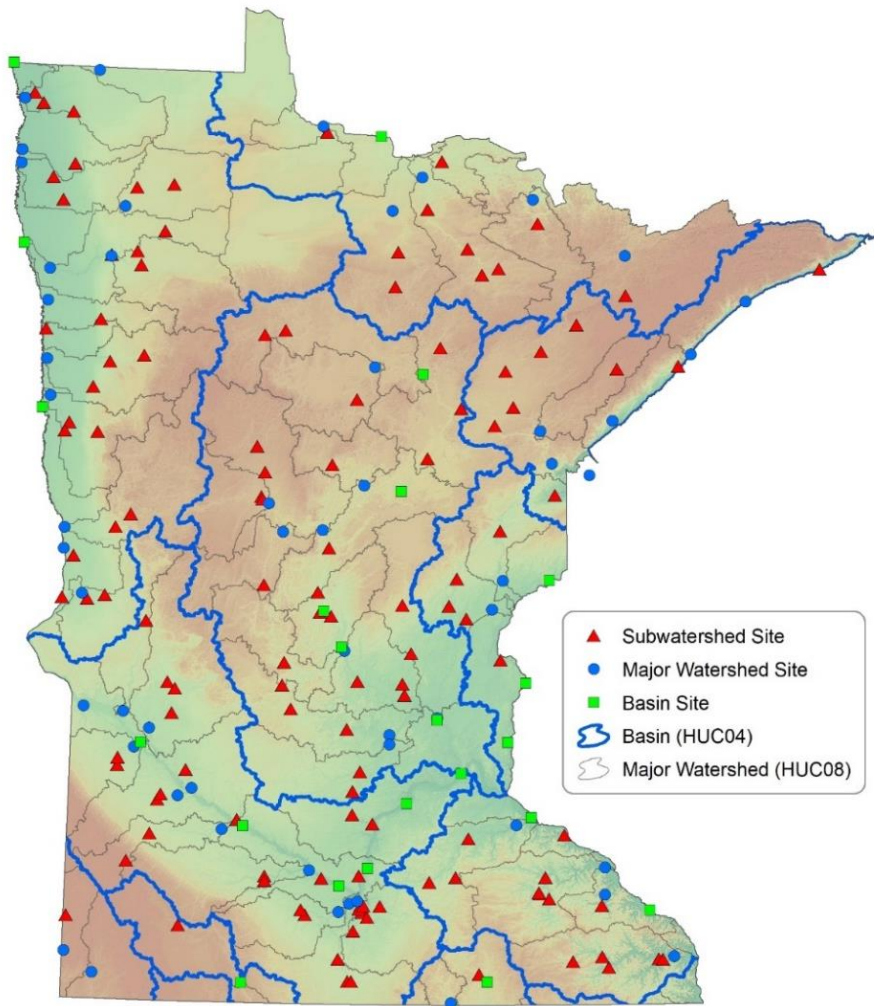 Subwatershed Site
Major Watershed Site
Basin Site
Basin (HUC04)
Major Watershed (HUC08)